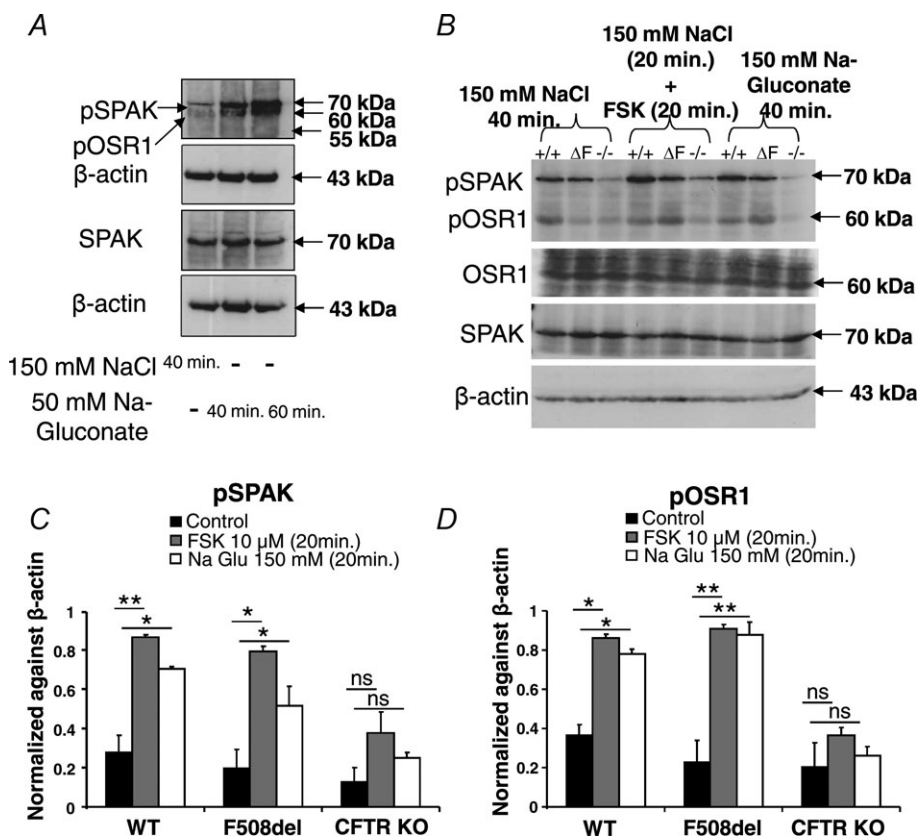 A
pSPAK
pOSR1
70 kDa
60 kDa
55 kDa
β-actin
43 kDa
SPAK
70 kDa
β-actin
43 kDa
150 mM NaCl 40 min. - -
50 mM Na-
Gluconate
- 40 min. 60 min.
B
150 mM NaCl
40 min.
150 mM NaCl
(20 min.)
+
FSK (20 min.)
150 mM Na-
Gluconate
40 min.
+/+ ΔF -/- +/+ ΔF -/- +/+ ΔF -/-
pSPAK
70 kDa
pOSR1
60 kDa
OSR1
60 kDa
SPAK
70 kDa
β-actin
43 kDa
C
pSPAK
Control
FSK 10 µM (20min.)
Na Glu 150 mM (20min.)
Normalized against β-actin
1
0.8
0.6
0.4
0.2
0
**
*
*
*
ns
ns
WT F508del CFTR KO
D
pOSR1
Control
FSK 10 µM (20min.)
Na Glu 150 mM (20min.)
Normalized against β-actin
1
0.8
0.6
0.4
0.2
0
*
*
**
**
ns
ns
WT F508del CFTR KO